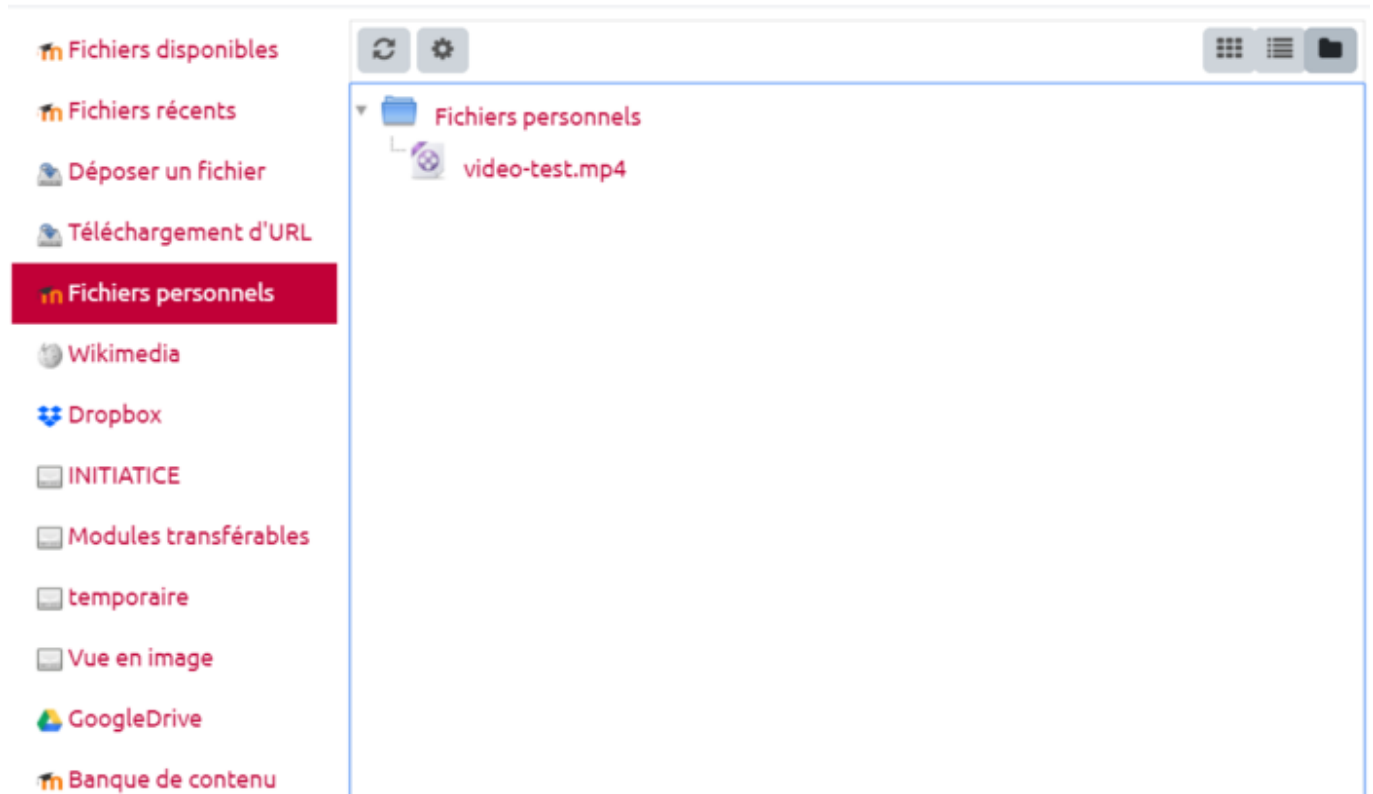 Fichiers disponibles
Fichiers récents
Déposer un fichier
Téléchargement d'URL
Fichiers personnels
Wikimedia
Dropbox
INITIATICE
Modules transférables
temporaire
Vue en image
GoogleDrive
Banque de contenu
Fichiers personnels
video-test.mp4